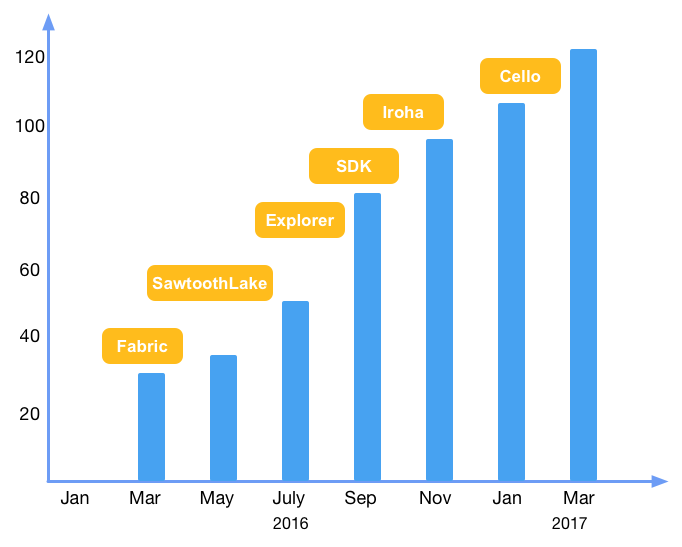 120
Cello
Iroha
100
SDK
80
Explorer
SawtoothLake
60
Fabric
40
20
Jan Mar May July Sep Nov Jan Mar
2016 2017